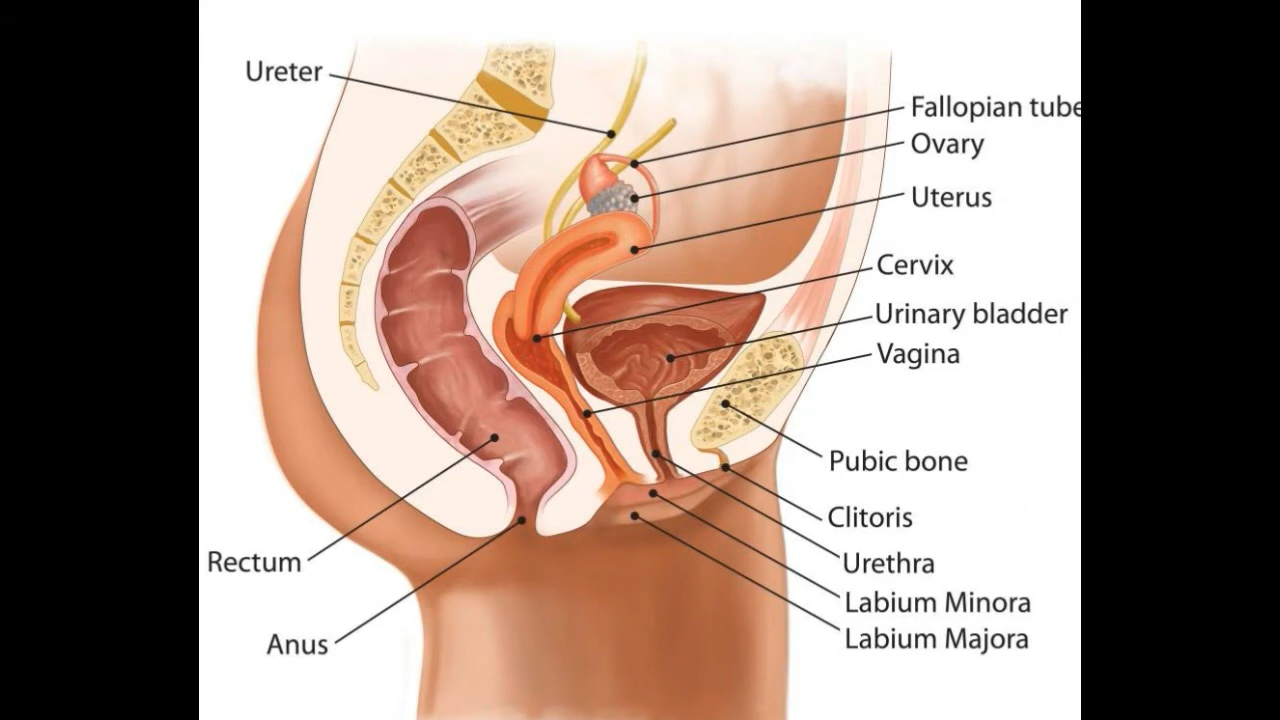 Ureter
Fallopian tube
Ovary
Uterus
Cervix
Urinary bladder
Vagina
Pubic bone
Clitoris
Rectum
Urethra
Labium Minora
Labium Majora
Anus